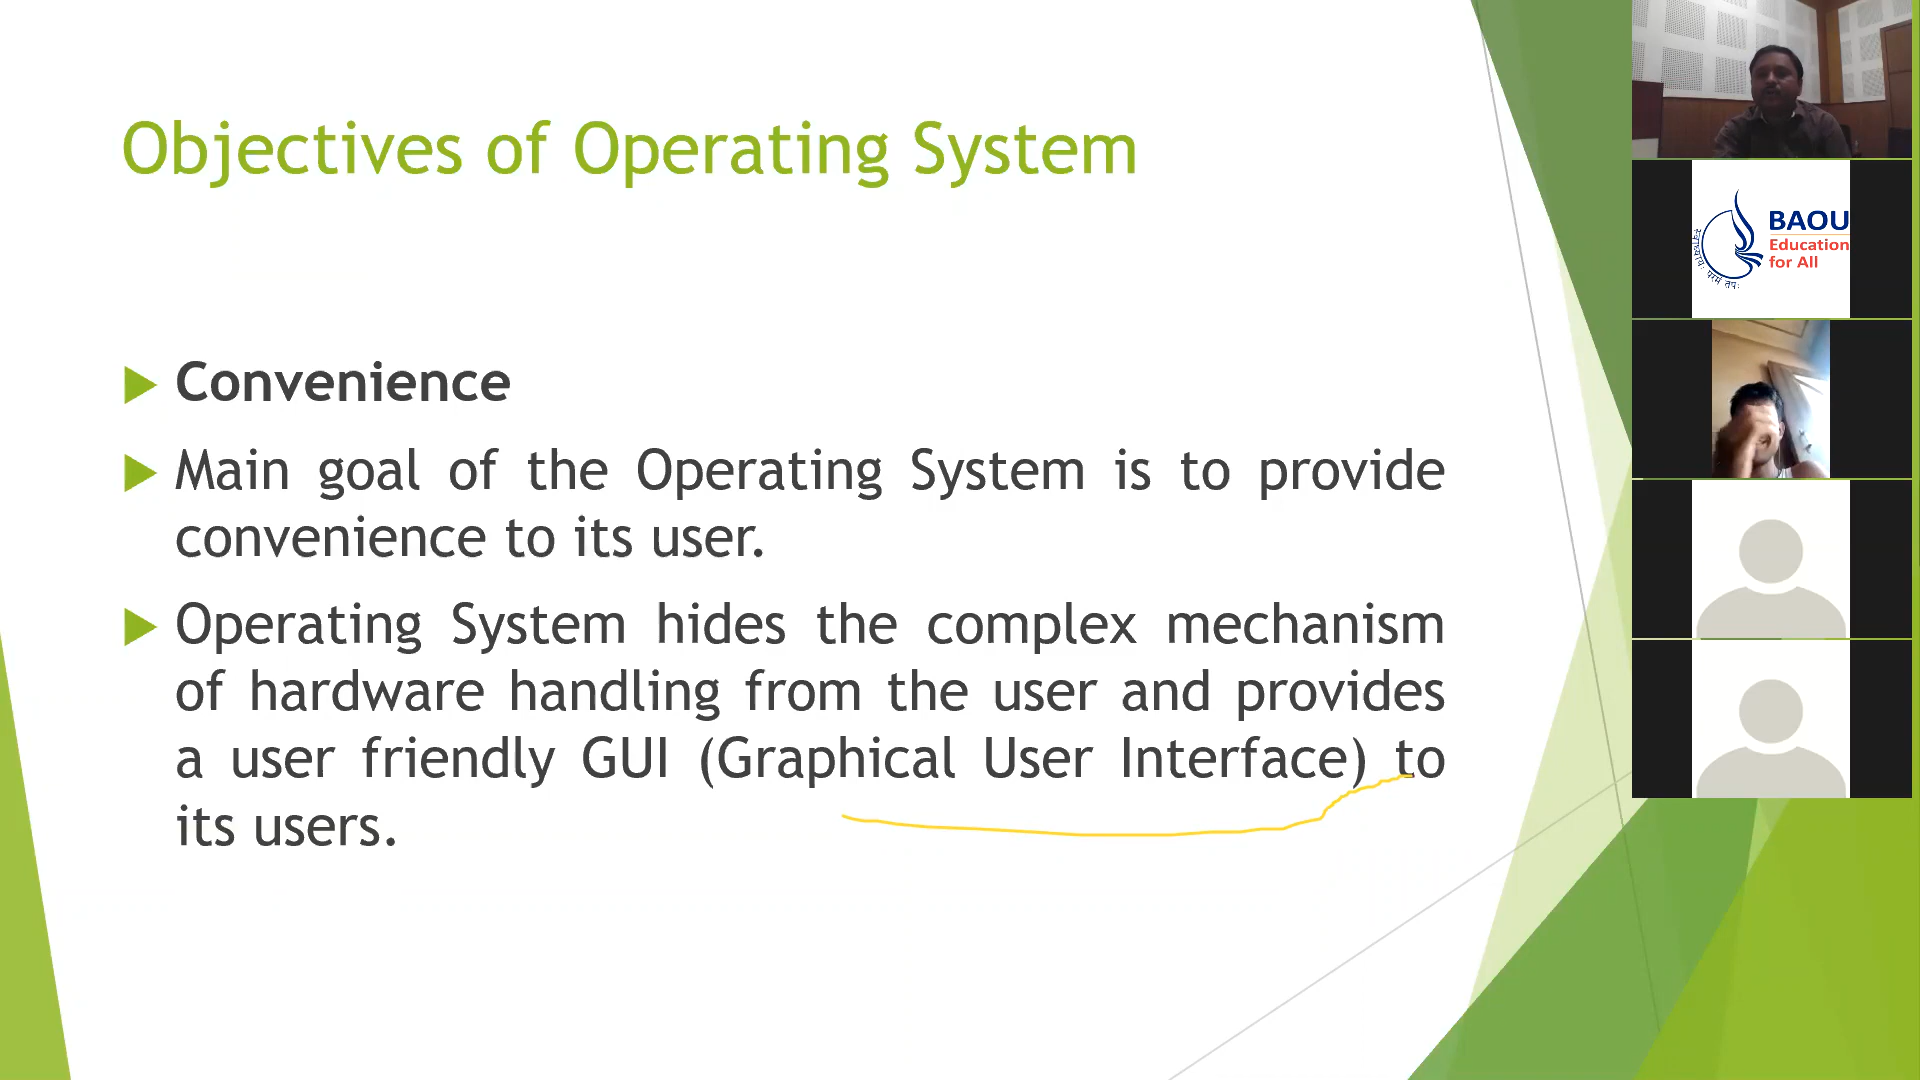 Objectives of Operating System
Convenience
Main goal of the Operating System is to provide
convenience to its user.
Operating System hides the complex mechanism
of hardware handling from the user and provides
a user friendly GUI (Graphical User Interface) to
its users.
BAOU
Education
for All
परमं तपः